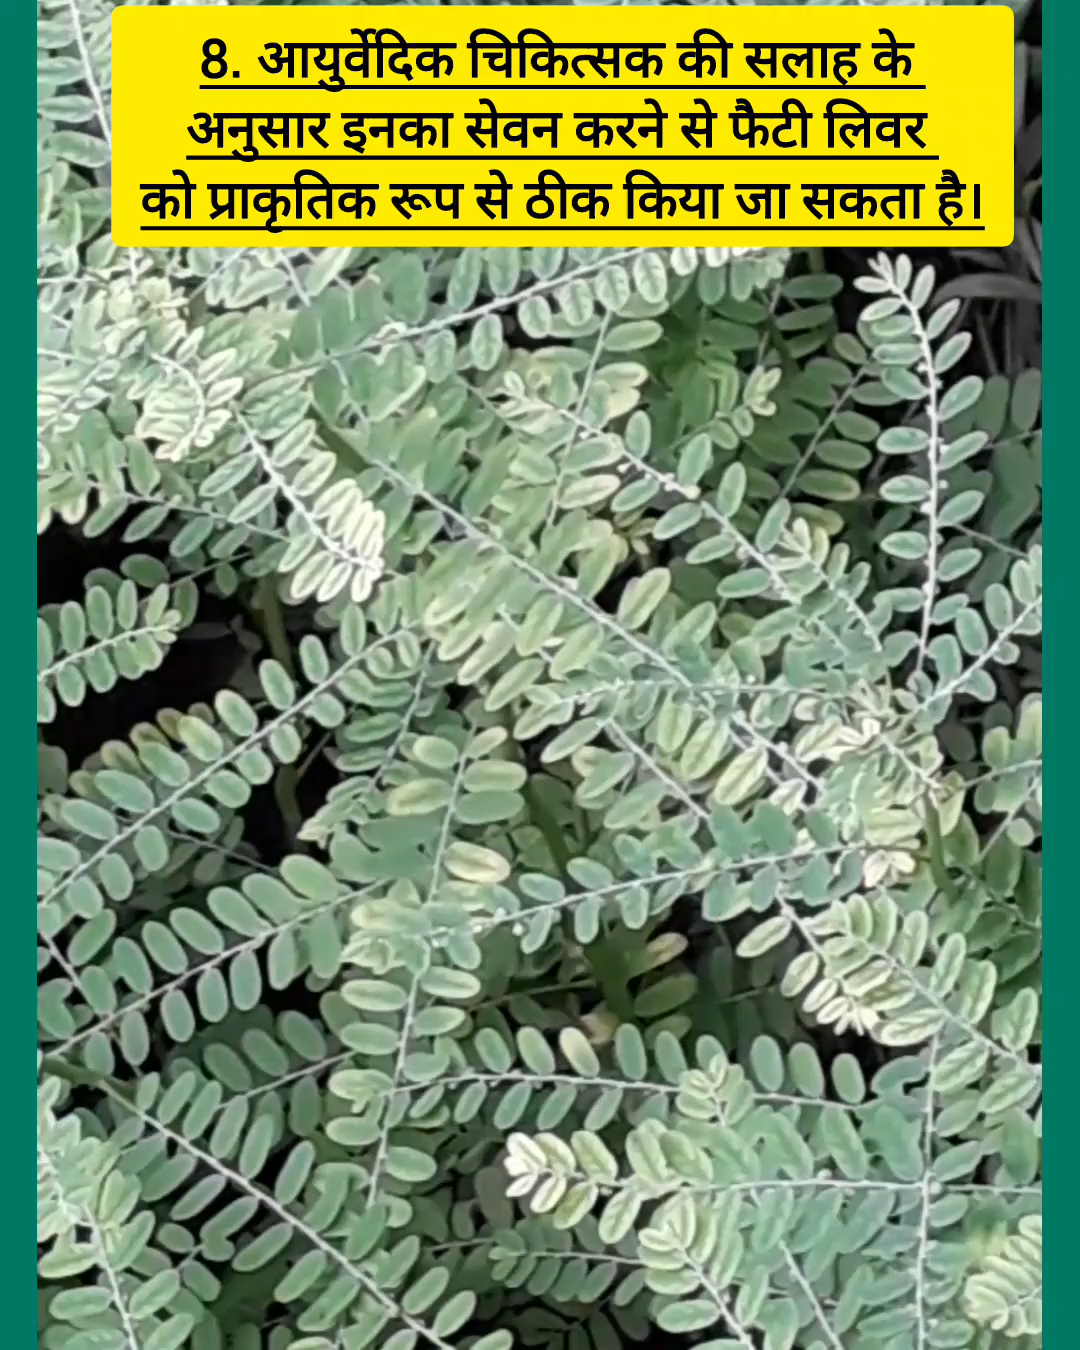 8. आयुर्वेदिक चिकित्सक की सलाह के
अनुसार इनका सेवन करने से फैटी लिवर
को प्राकृतिक रूप से ठीक किया जा सकता है।